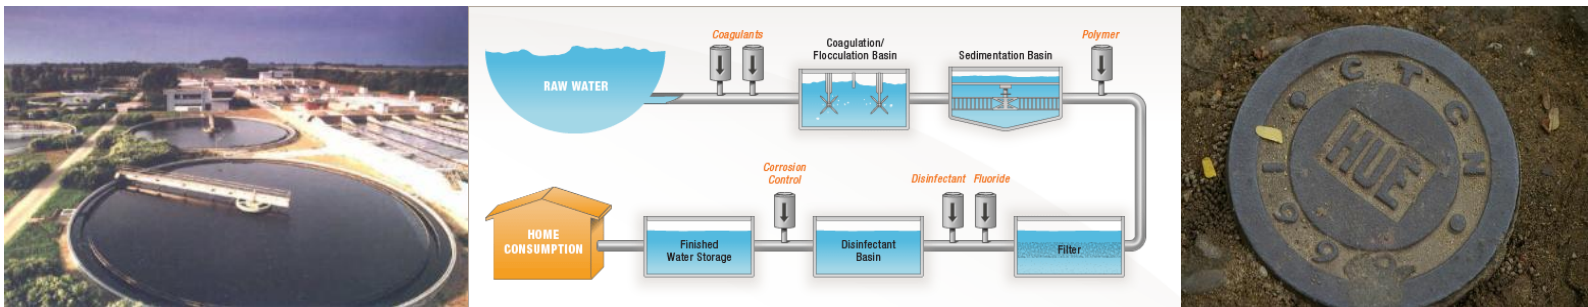 Coagulants
Coagulation/
Flocculation Basin
Sedimentation Basin
Polymer
RAW WATER
Corrosion
Control
Disinfectant
Fluoride
HOME
CONSUMPTION
Finished
Water Storage
Disinfectant
Basin
Filter
CTCN
HUE